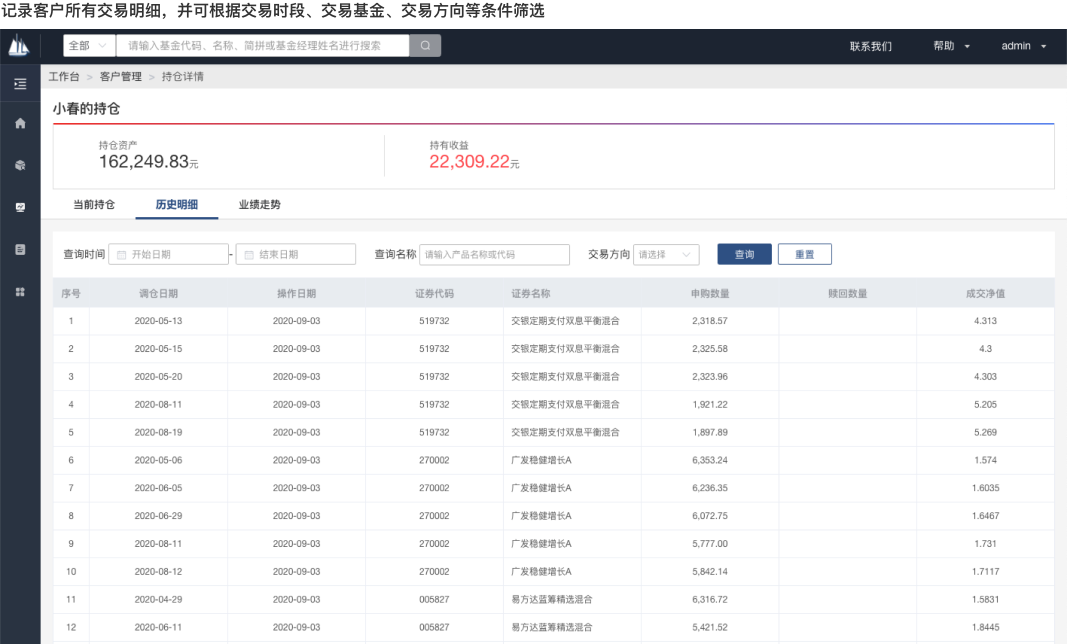 记录客户所有交易明细，并可根据交易时段、交易基金、交易方向等条件筛选
全部 请输入基金代码、名称、简拼或基金经理姓名进行搜索 联系我们 帮助 admin
工作台 > 客户管理 > 持仓详情
小春的持仓
持仓资产 持有收益
162,249.83元 22,309.22元
当前持仓 历史明细 业绩走势
查询时间 开始日期 - 结束日期 查询名称 请输入产品名称或代码 交易方向 请选择 查询 重置
序号 调仓日期 操作日期 证券代码 证券名称 申购数量 赎回数量 成交净值
1 2020-05-13 2020-09-03 519732 交银定期支付双息平衡混合 2,318.57 4.313
2 2020-05-15 2020-09-03 519732 交银定期支付双息平衡混合 2,325.58 4.3
3 2020-05-20 2020-09-03 519732 交银定期支付双息平衡混合 2,323.96 4.303
4 2020-08-11 2020-09-03 519732 交银定期支付双息平衡混合 1,921.22 5.205
5 2020-08-19 2020-09-03 519732 交银定期支付双息平衡混合 1,897.89 5.269
6 2020-05-06 2020-09-03 270002 广发稳健增长A 6,353.24 1.574
7 2020-06-05 2020-09-03 270002 广发稳健增长A 6,236.35 1.6035
8 2020-06-29 2020-09-03 270002 广发稳健增长A 6,072.75 1.6467
9 2020-08-11 2020-09-03 270002 广发稳健增长A 5,777.00 1.731
10 2020-08-12 2020-09-03 270002 广发稳健增长A 5,842.14 1.7117
11 2020-04-29 2020-09-03 005827 易方达蓝筹精选混合 6,316.72 1.5831
12 2020-06-11 2020-09-03 005827 易方达蓝筹精选混合 5,421.52 1.8445